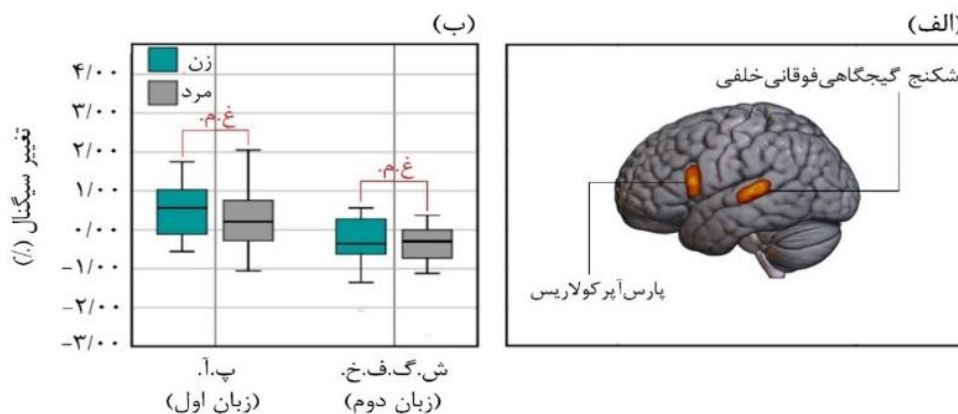 (الف)
شکنج گیجگاهی‌فوقانی‌خلفی
پارس‌آپرکولاریس
(ب)
زن
مرد
تغییر سیگنال (٪)
۴/۰۰
۳/۰۰
۲/۰۰
۱/۰۰
۰/۰۰
-۱/۰۰
-۲/۰۰
-۳/۰۰
غ.م.
غ.م.
پ.آ.
(زبان اول)
ش.گ.ف.خ.
(زبان دوم)